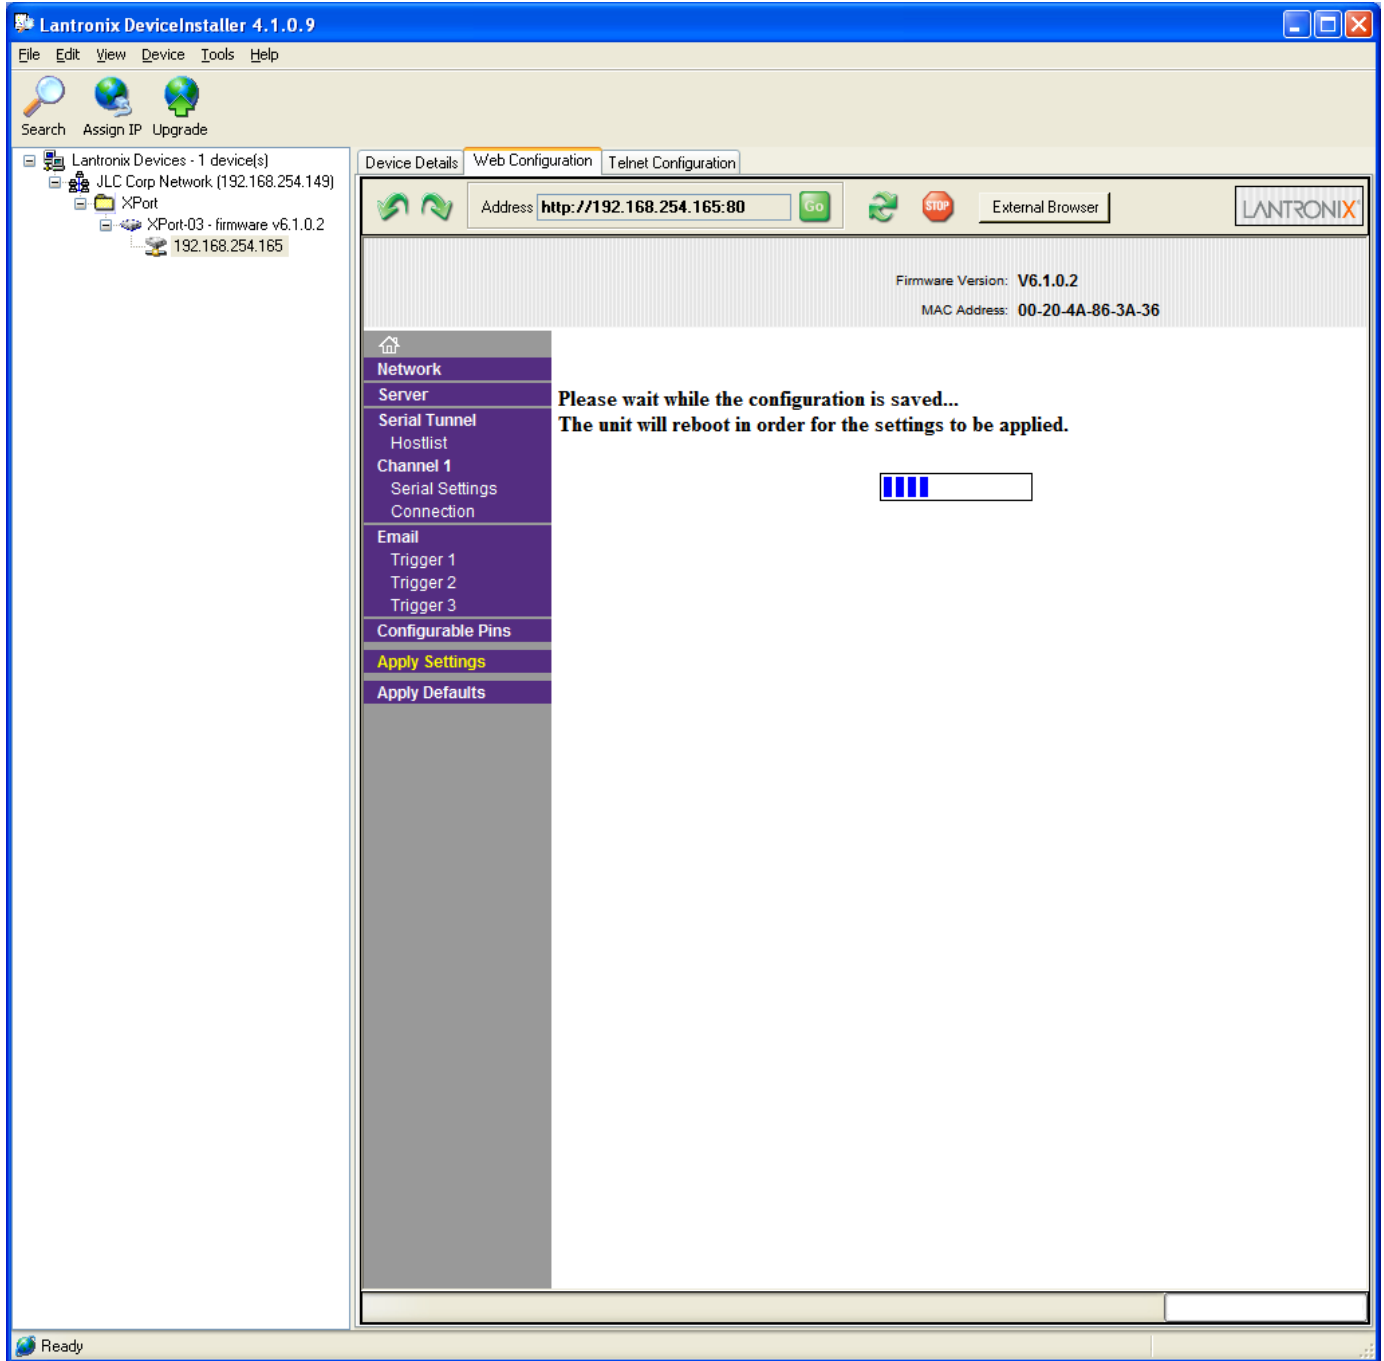 Lantronix DeviceInstaller 4.1.0.9
File Edit View Device Tools Help
Search Assign IP Upgrade
Lantronix Devices - 1 device(s)
JLC Corp Network (192.168.254.149)
XPort
XPort-03 - firmware v6.1.0.2
192.168.254.165
Device Details Web Configuration Telnet Configuration
Address http://192.168.254.165:80 Go STOP External Browser LANTRONIX®
Firmware Version: V6.1.0.2
MAC Address: 00-20-4A-86-3A-36
Network
Server
Serial Tunnel
Hostlist
Channel 1
Serial Settings
Connection
Email
Trigger 1
Trigger 2
Trigger 3
Configurable Pins
Apply Settings
Apply Defaults
Please wait while the configuration is saved...
The unit will reboot in order for the settings to be applied.
Ready